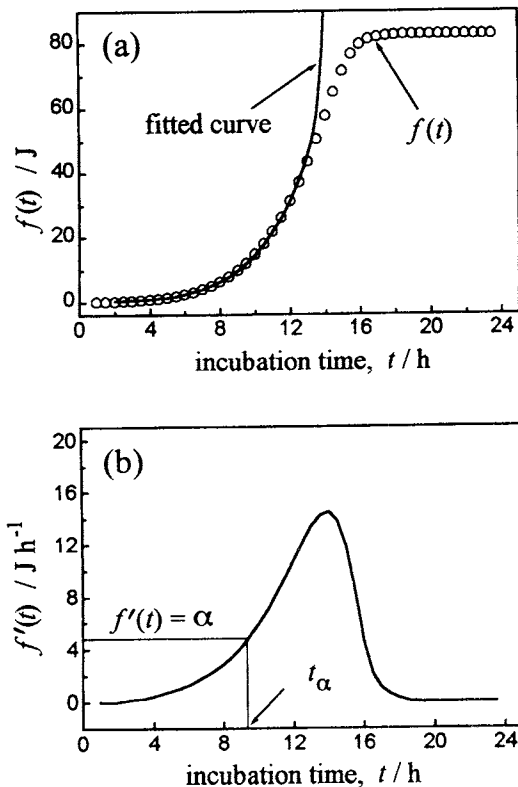 (a)
80
60
40
20
0
f(t) / J
fitted curve
f(t)
0 4 8 12 16 20 24
incubation time, t / h
(b)
20
16
12
8
4
0
f′(t) / J h⁻¹
f′(t) = α
tα
0 4 8 12 16 20 24
incubation time, t / h